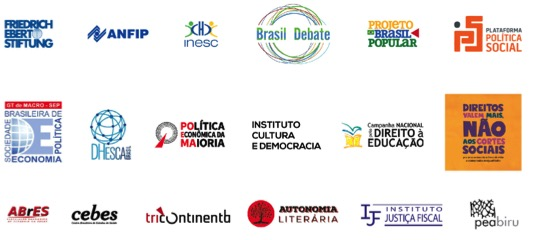 FRIEDRICH
EBERT
STIFTUNG
ANFIP
inesc
Brasil Debate
PROJETO
BRASIL
POPULAR
PLATAFORMA
POLÍTICA
SOCIAL
GT de MACRO - SEP
SOCIEDADE
BRASILEIRA DE
ECONOMIA
POLÍTICA
DHESCA
POLÍTICA
ECONÔMICA DA
MAIORIA
INSTITUTO
CULTURA
E DEMOCRACIA
Campanha NACIONAL
DIREITO à
EDUCAÇÃO
DIREITOS
VALEM MAIS,
NÃO
AOS CORTES
SOCIAIS
ABrES
cebes
tricontinental
AUTONOMIA
LITERÁRIA
IJF
INSTITUTO
JUSTIÇA FISCAL
peabiru